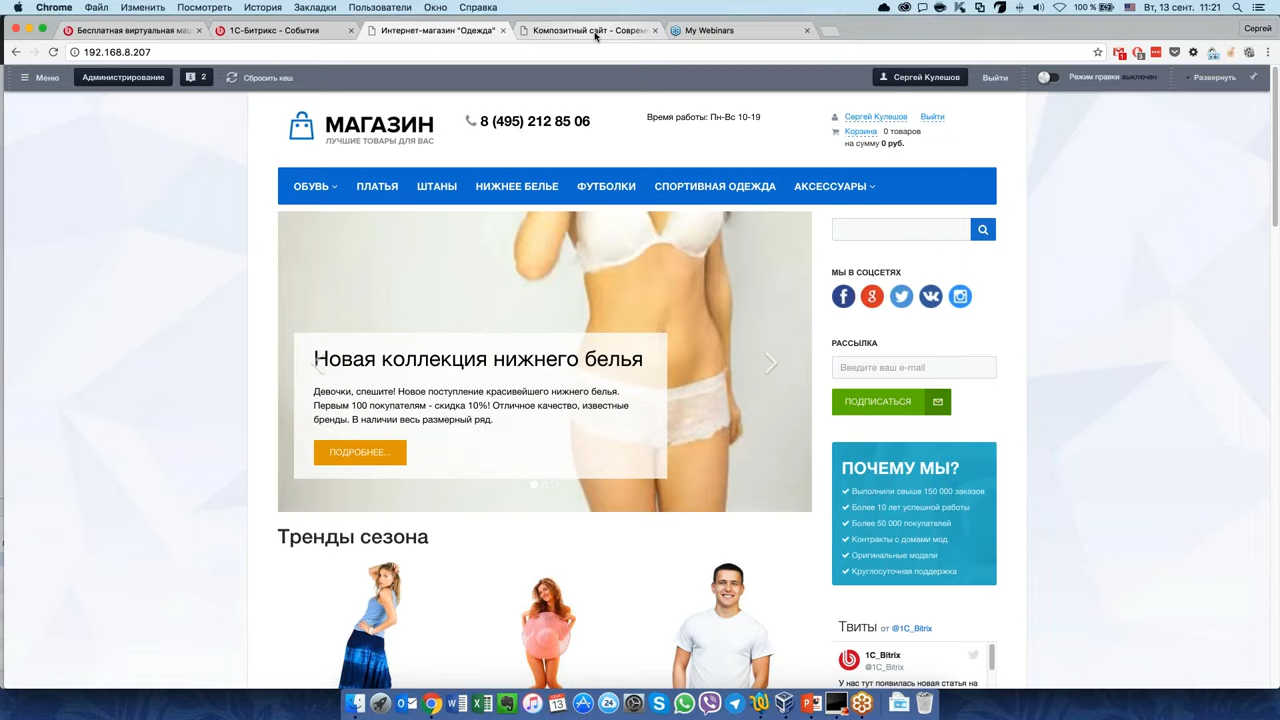 Chrome Файл Изменить Посмотреть История Закладки Пользователи Окно Справка 100 % Вт, 13 сент. 11:21
Бесплатная виртуальная маш 1С-Битрикс - События Интернет-магазин "Одежда" Композитный сайт - Соврем My Webinars Сергей
192.168.8.207
Меню Администрирование 2 Сбросить кеш Сергей Кулешов Выйти Режим правки выключен Развернуть
МАГАЗИН
ЛУЧШИЕ ТОВАРЫ ДЛЯ ВАС
8 (495) 212 85 06
Время работы: Пн-Вс 10-19
Сергей Кулешов Выйти
Корзина 0 товаров
на сумму 0 руб.
ОБУВЬ ПЛАТЬЯ ШТАНЫ НИЖНЕЕ БЕЛЬЕ ФУТБОЛКИ СПОРТИВНАЯ ОДЕЖДА АКСЕССУАРЫ
Новая коллекция нижнего белья
Девочки, спешите! Новое поступление красивейшего нижнего белья.
Первым 100 покупателям - скидка 10%! Отличное качество, известные
бренды. В наличии весь размерный ряд.
ПОДРОБНЕЕ...
МЫ В СОЦСЕТЯХ
РАССЫЛКА
Введите ваш e-mail
ПОДПИСАТЬСЯ
ПОЧЕМУ МЫ?
Выполнили свыше 150 000 заказов
Более 10 лет успешной работы
Более 50 000 покупателей
Контракты с домами мод
Оригинальные модели
Круглосуточная поддержка
Тренды сезона
Твиты от @1C_Bitrix
1C_Bitrix
@1C_Bitrix
У нас тут появилась новая статья на